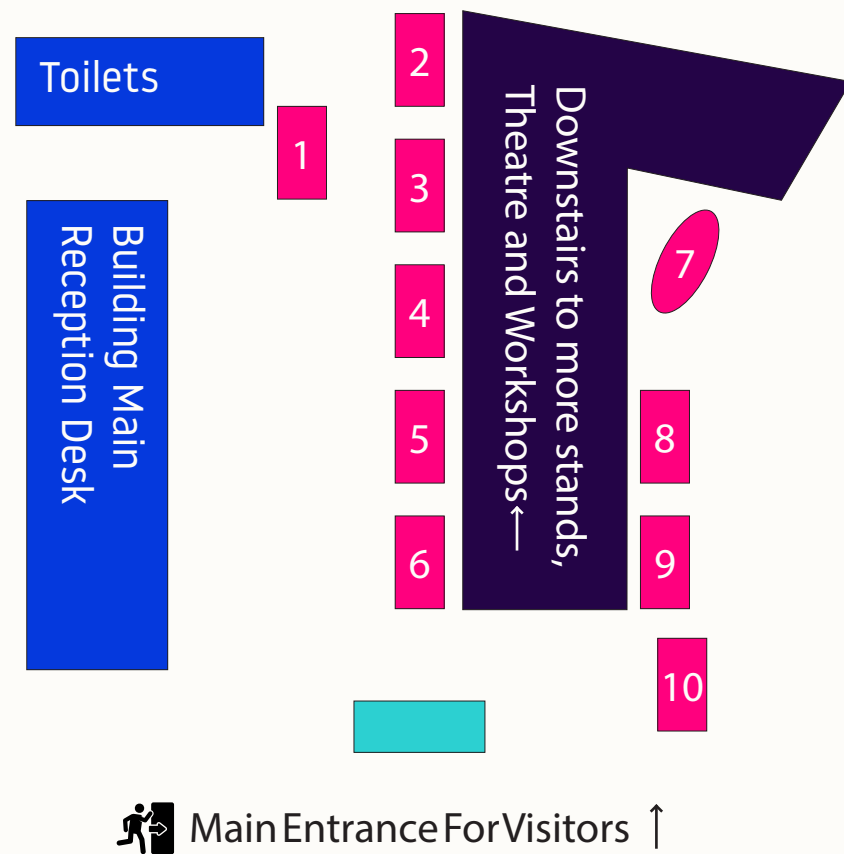 Toilets
1
2
3
4
5
6
Building Main
Reception Desk
Downstairs to more stands,
Theatre and Workshops←
7
8
9
10
Main Entrance For Visitors ↑